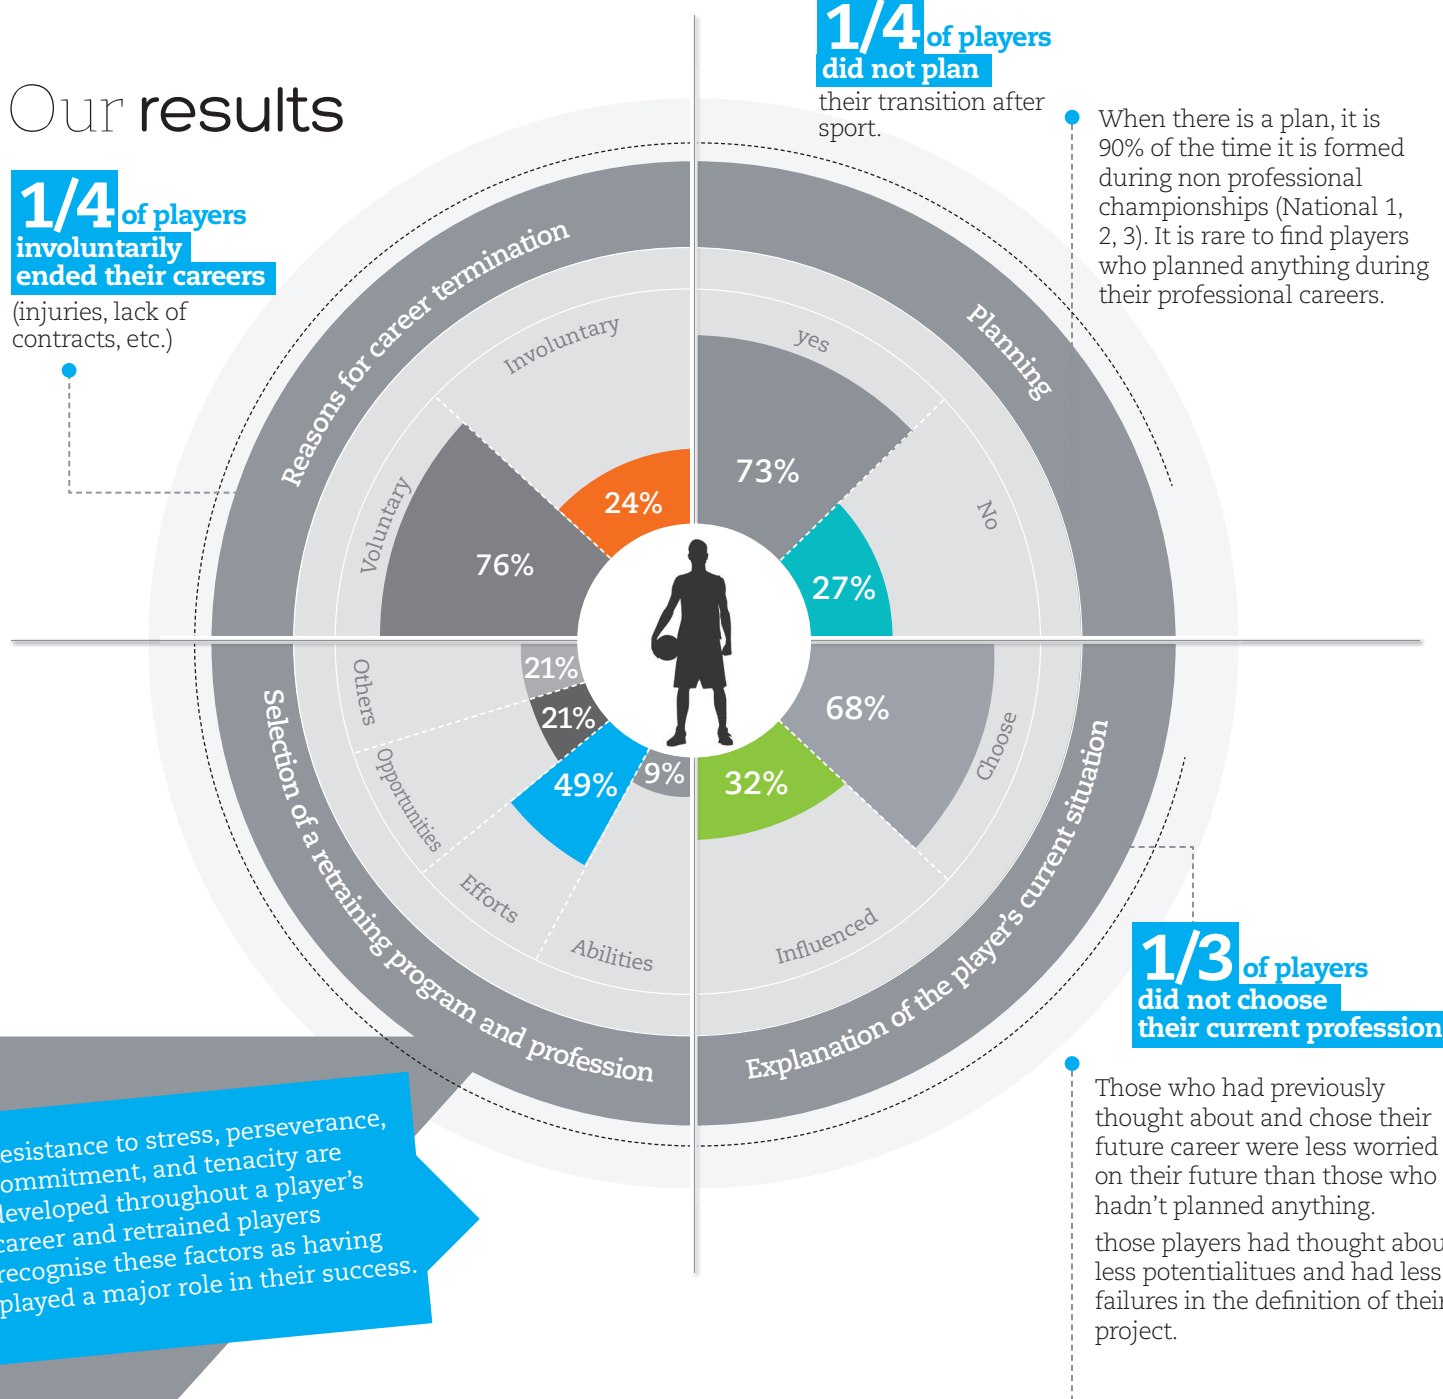 Our results
1/4 of players
involuntarily
ended their careers
(injuries, lack of
contracts, etc.)
1/4 of players
did not plan
their transition after
sport.
When there is a plan, it is
90% of the time it is formed
during non professional
championships (National 1,
2, 3). It is rare to find players
who planned anything during
their professional careers.
Reasons for career termination
Involuntary
24%
Voluntary
76%
Planning
yes
73%
No
27%
Selection of a retraining program and profession
Others
21%
Opportunities
21%
Efforts
49%
Abilities
9%
Explanation of the player's current situation
Choose
68%
Influenced
32%
1/3 of players
did not choose
their current profession
Those who had previously
thought about and chose their
future career were less worried
on their future than those who
hadn't planned anything.
those players had thought abou
less potentialitues and had less
failures in the definition of their
project.
esistance to stress, perseverance,
ommitment, and tenacity are
developed throughout a player's
career and retrained players
recognise these factors as having
played a major role in their success.